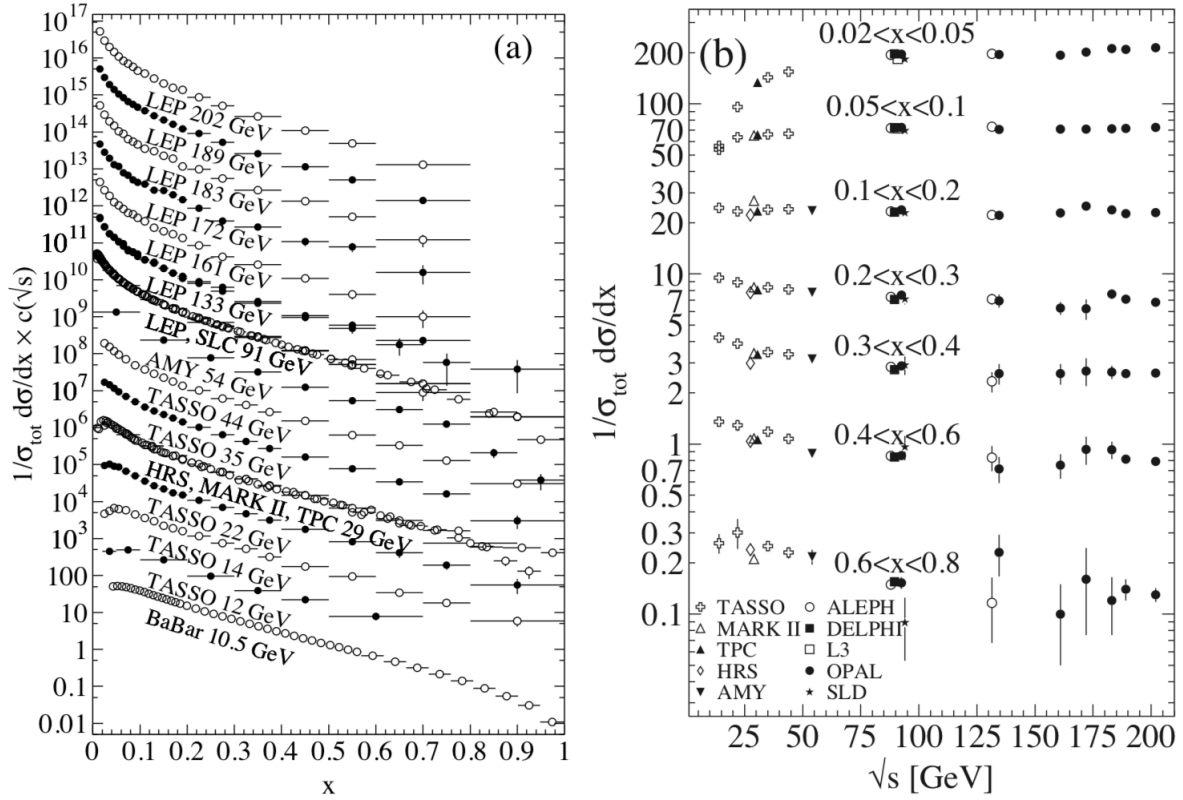 (a)
10^17
10^16
10^15
10^14
10^13
10^12
10^11
10^10
10^9
10^8
10^7
10^6
10^5
10^4
10^3
100
10
1
0.1
0.01
1/σtot dσ/dx × c(√s)
LEP 202 GeV
LEP 189 GeV
LEP 183 GeV
LEP 172 GeV
LEP 161 GeV
LEP 133 GeV
LEP, SLC 91 GeV
AMY 54 GeV
TASSO 44 GeV
TASSO 35 GeV
HRS, MARK II, TPC 29 GeV
TASSO 22 GeV
TASSO 14 GeV
TASSO 12 GeV
BaBar 10.5 GeV
0 0.1 0.2 0.3 0.4 0.5 0.6 0.7 0.8 0.9 1
x
(b)
200
100
70
50
30
20
10
7
5
3
2
1
0.7
0.5
0.3
0.2
0.1
1/σtot dσ/dx
0.02<x<0.05
0.05<x<0.1
0.1<x<0.2
0.2<x<0.3
0.3<x<0.4
0.4<x<0.6
0.6<x<0.8
TASSO ALEPH
MARK II DELPHI
TPC L3
HRS OPAL
AMY SLD
25 50 75 100 125 150 175 200
√s [GeV]